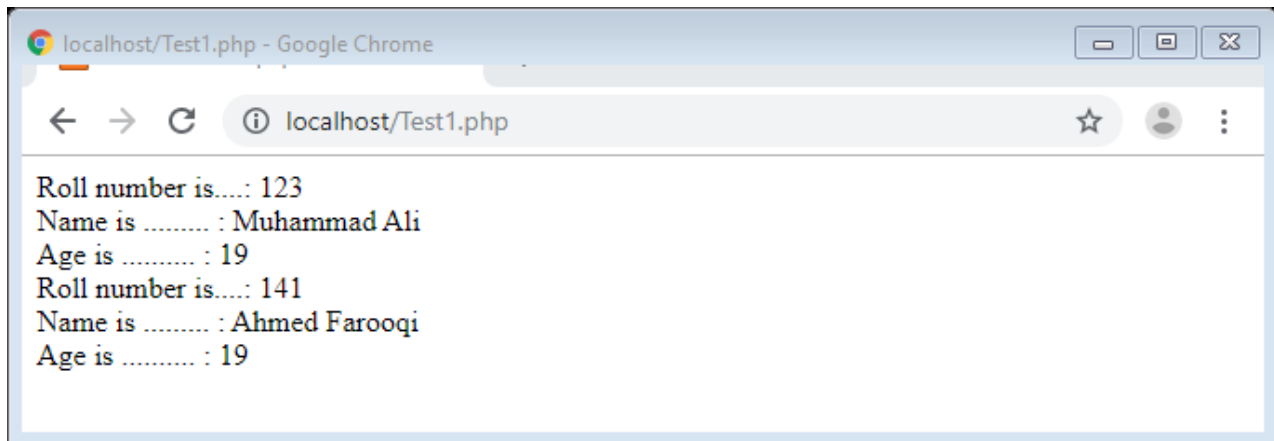 localhost/Test1.php - Google Chrome
localhost/Test1.php
Roll number is....: 123
Name is ......... : Muhammad Ali
Age is .......... : 19
Roll number is....: 141
Name is ......... : Ahmed Farooqi
Age is .......... : 19